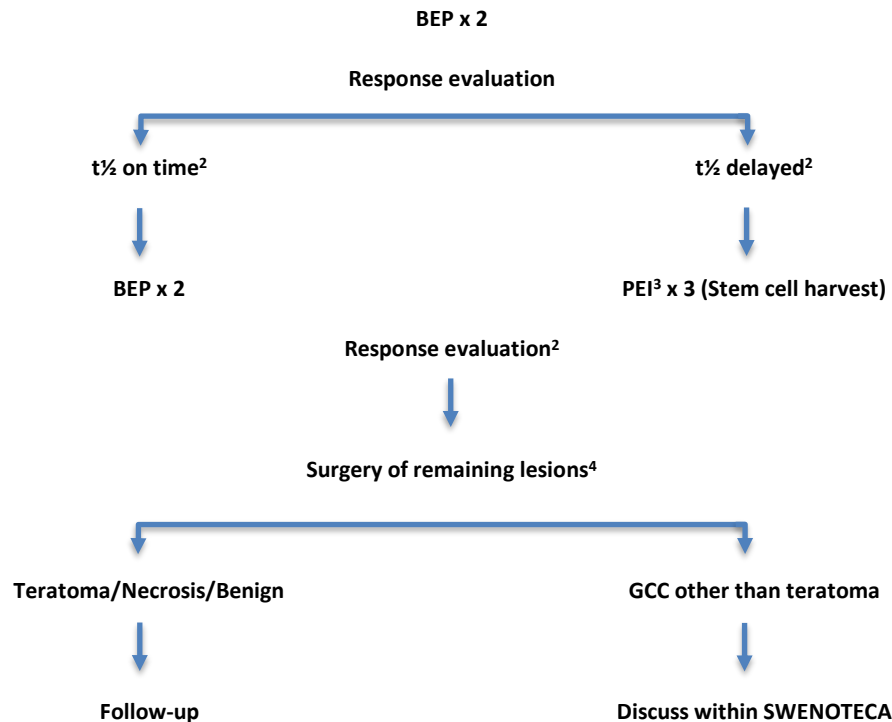 BEP x 2
Response evaluation
t½ on time²
t½ delayed²
BEP x 2
PEI³ x 3 (Stem cell harvest)
Response evaluation²
Surgery of remaining lesions⁴
Teratoma/Necrosis/Benign
GCC other than teratoma
Follow-up
Discuss within SWENOTECA